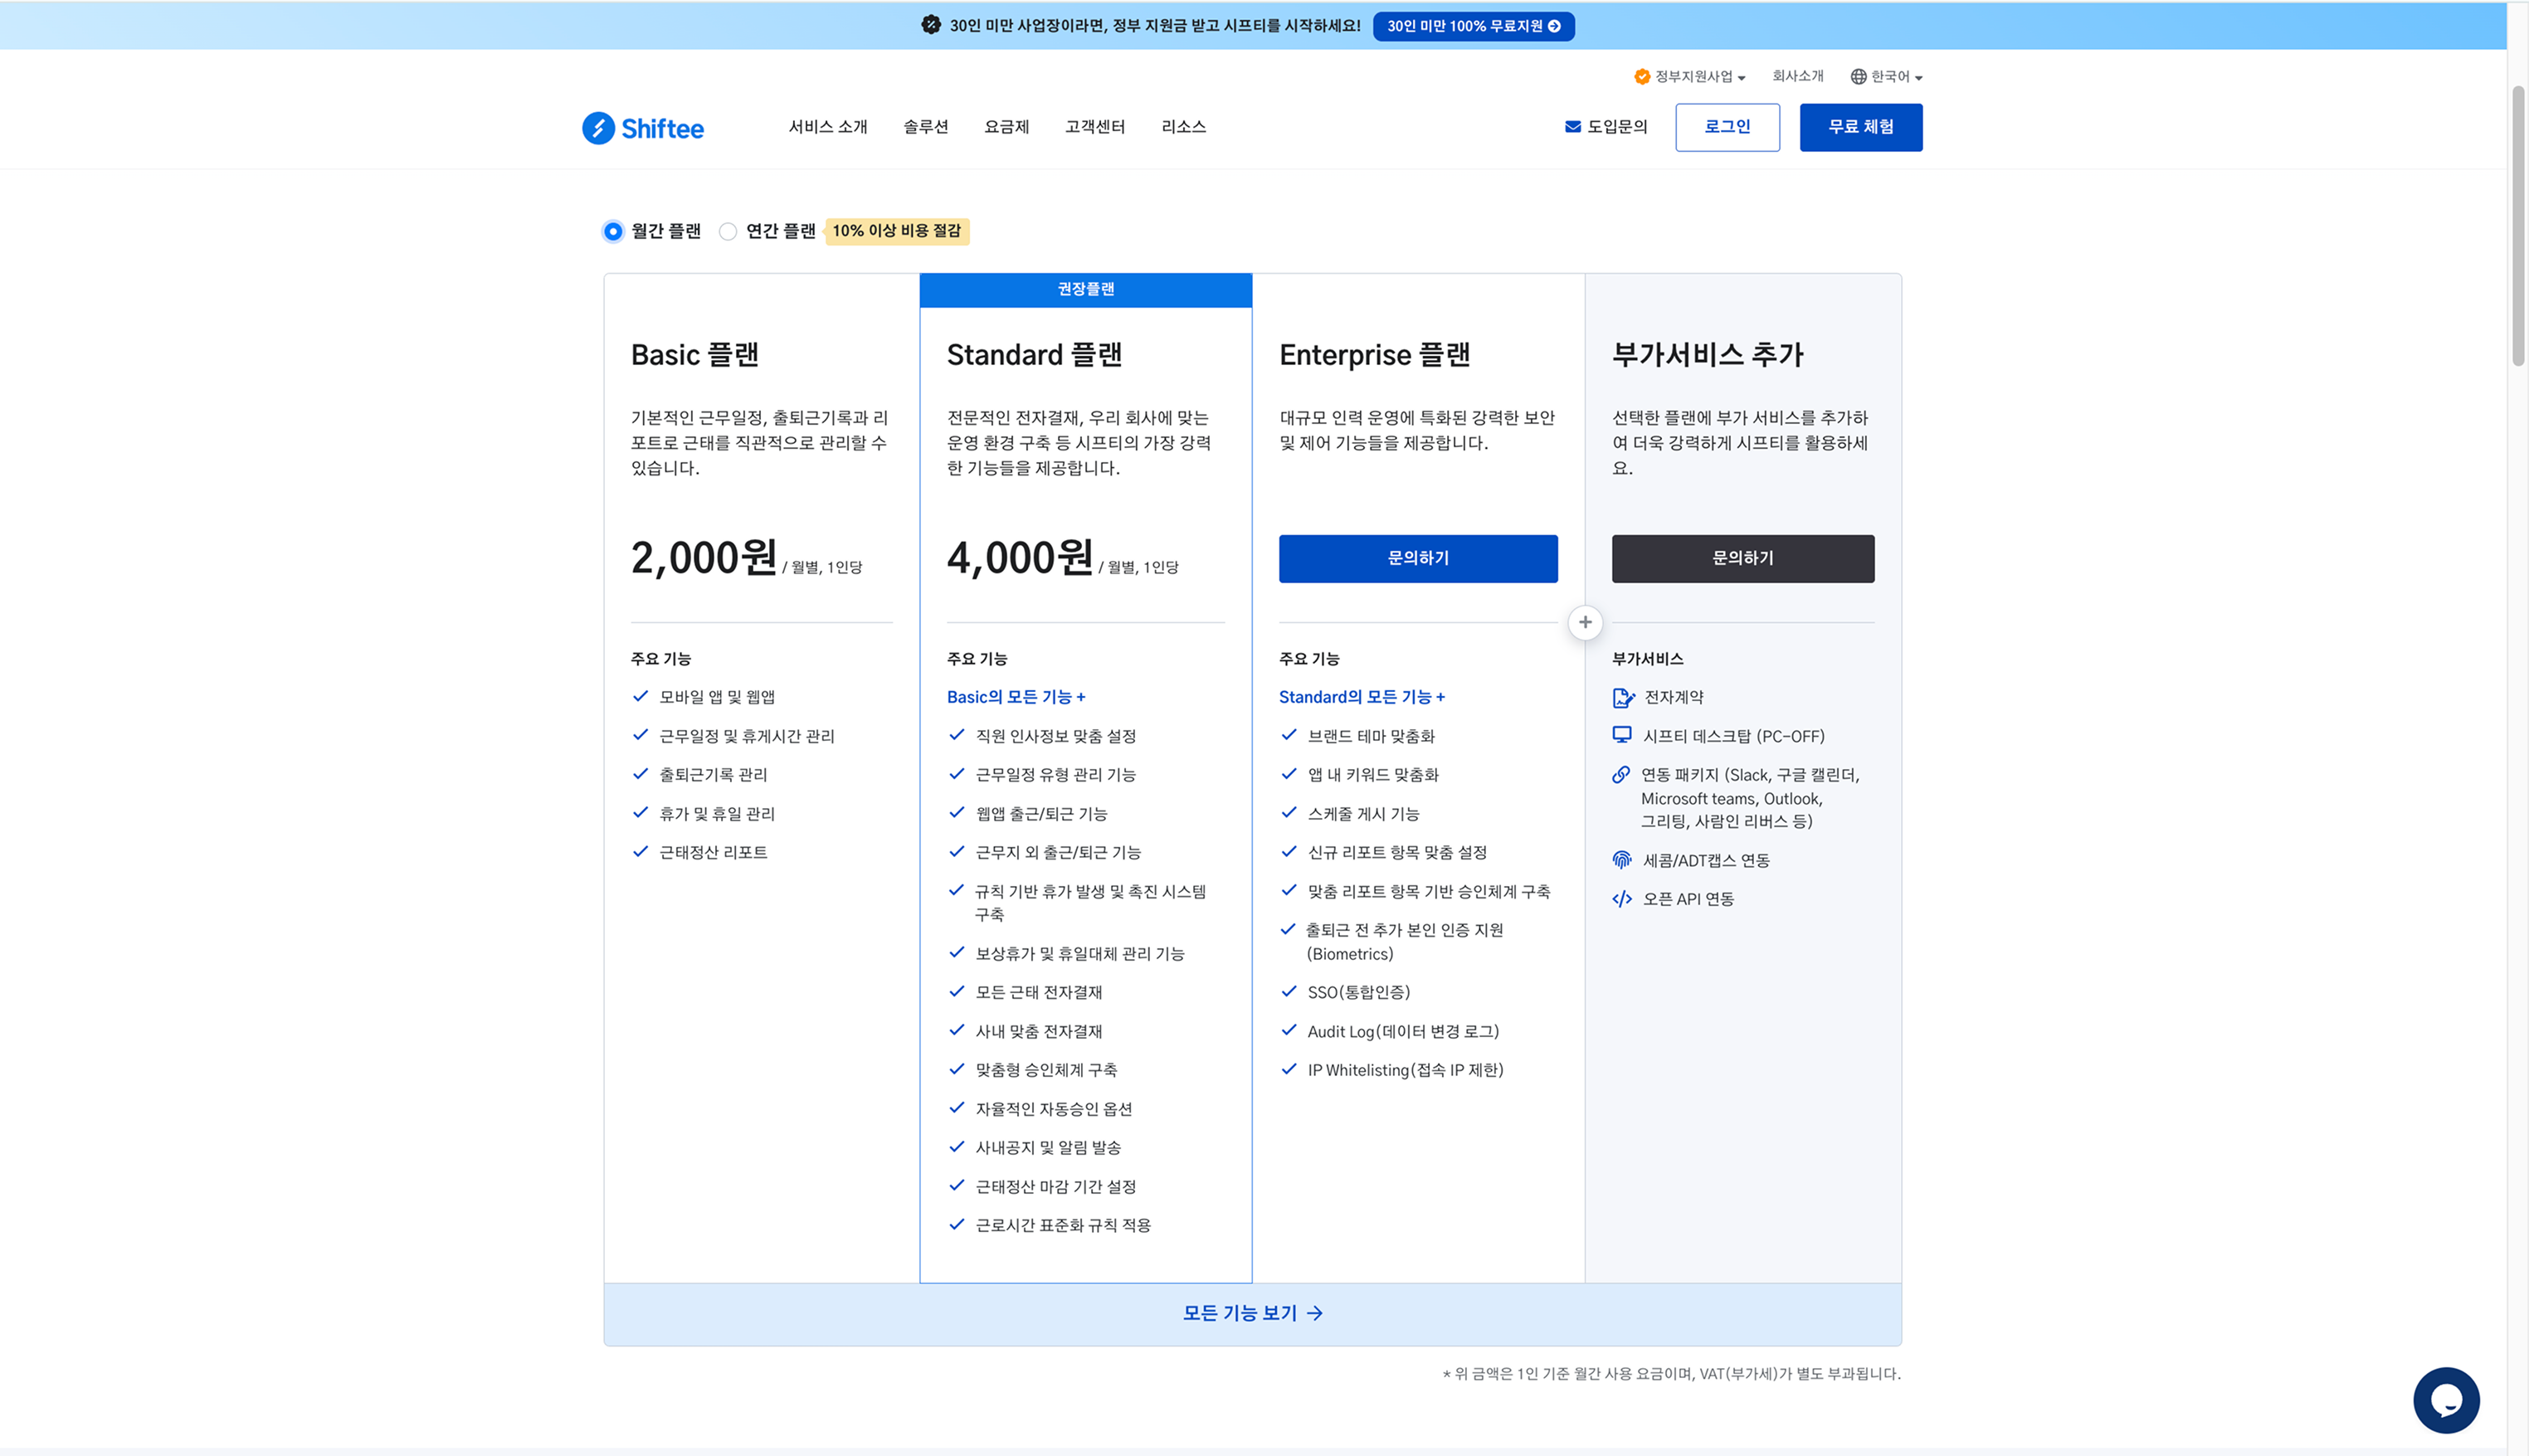 30인 미만 사업장이라면, 정부 지원금 받고 시프티를 시작하세요!
30인 미만 100% 무료지원
정부지원사업
회사소개
한국어
Shiftee
서비스 소개
솔루션
요금제
고객센터
리소스
도입문의
로그인
무료 체험
월간 플랜
연간 플랜
10% 이상 비용 절감
Basic 플랜
기본적인 근무일정, 출퇴근기록과 리
포트로 근태를 직관적으로 관리할 수
있습니다.
2,000원 / 월별, 1인당
주요 기능
모바일 앱 및 웹앱
근무일정 및 휴게시간 관리
출퇴근기록 관리
휴가 및 휴일 관리
근태정산 리포트
권장플랜
Standard 플랜
전문적인 전자결재, 우리 회사에 맞는
운영 환경 구축 등 시프티의 가장 강력
한 기능들을 제공합니다.
4,000원 / 월별, 1인당
주요 기능
Basic의 모든 기능 +
직원 인사정보 맞춤 설정
근무일정 유형 관리 기능
웹앱 출근/퇴근 기능
근무지 외 출근/퇴근 기능
규칙 기반 휴가 발생 및 촉진 시스템
구축
보상휴가 및 휴일대체 관리 기능
모든 근태 전자결재
사내 맞춤 전자결재
맞춤형 승인체계 구축
자율적인 자동승인 옵션
사내공지 및 알림 발송
근태정산 마감 기간 설정
근로시간 표준화 규칙 적용
Enterprise 플랜
대규모 인력 운영에 특화된 강력한 보안
및 제어 기능들을 제공합니다.
문의하기
주요 기능
Standard의 모든 기능 +
브랜드 테마 맞춤화
앱 내 키워드 맞춤화
스케줄 게시 기능
신규 리포트 항목 맞춤 설정
맞춤 리포트 항목 기반 승인체계 구축
출퇴근 전 추가 본인 인증 지원
(Biometrics)
SSO(통합인증)
Audit Log(데이터 변경 로그)
IP Whitelisting(접속 IP 제한)
부가서비스 추가
선택한 플랜에 부가 서비스를 추가하
여 더욱 강력하게 시프티를 활용하세
요.
문의하기
+
부가서비스
전자계약
시프티 데스크탑 (PC-OFF)
연동 패키지 (Slack, 구글 캘린더,
Microsoft teams, Outlook,
그리팅, 사람인 리버스 등)
세콤/ADT캡스 연동
오픈 API 연동
모든 기능 보기 →
* 위 금액은 1인 기준 월간 사용 요금이며, VAT(부가세)가 별도 부과됩니다.